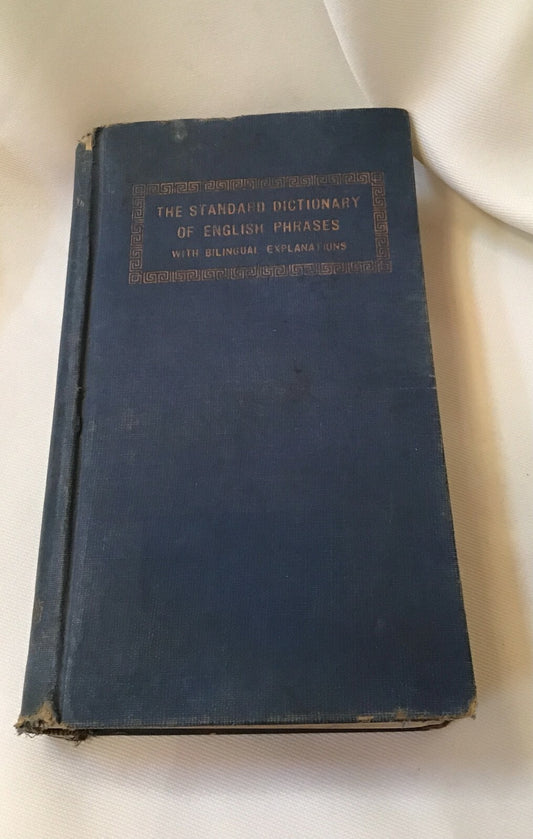 THE STANDARD DICTIONARY
OF ENGLISH PHRASES
WITH BILINGUAL EXPLANATIONS